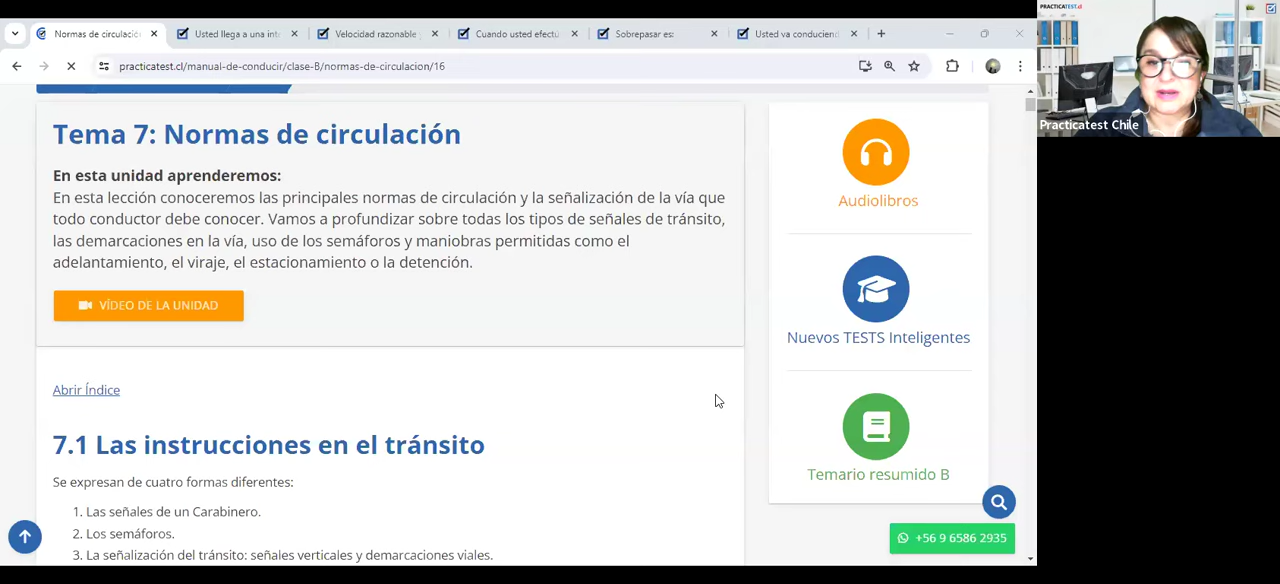 Normas de circulació
Usted llega a una int
Velocidad razonable
Cuando usted efectú
Sobrepasar es:
Usted va conduciend
practicatest.cl/manual-de-conducir/clase-B/normas-de-circulacion/16
PRACTICATEST.cl
Practicatest Chile
Tema 7: Normas de circulación
En esta unidad aprenderemos:
En esta lección conoceremos las principales normas de circulación y la señalización de la vía que
todo conductor debe conocer. Vamos a profundizar sobre todas los tipos de señales de tránsito,
las demarcaciones en la vía, uso de los semáforos y maniobras permitidas como el
adelantamiento, el viraje, el estacionamiento o la detención.
VÍDEO DE LA UNIDAD
Abrir Índice
7.1 Las instrucciones en el tránsito
Se expresan de cuatro formas diferentes:
1. Las señales de un Carabinero.
2. Los semáforos.
3. La señalización del tránsito: señales verticales y demarcaciones viales.
Audiolibros
Nuevos TESTS Inteligentes
Temario resumido B
+56 9 6586 2935